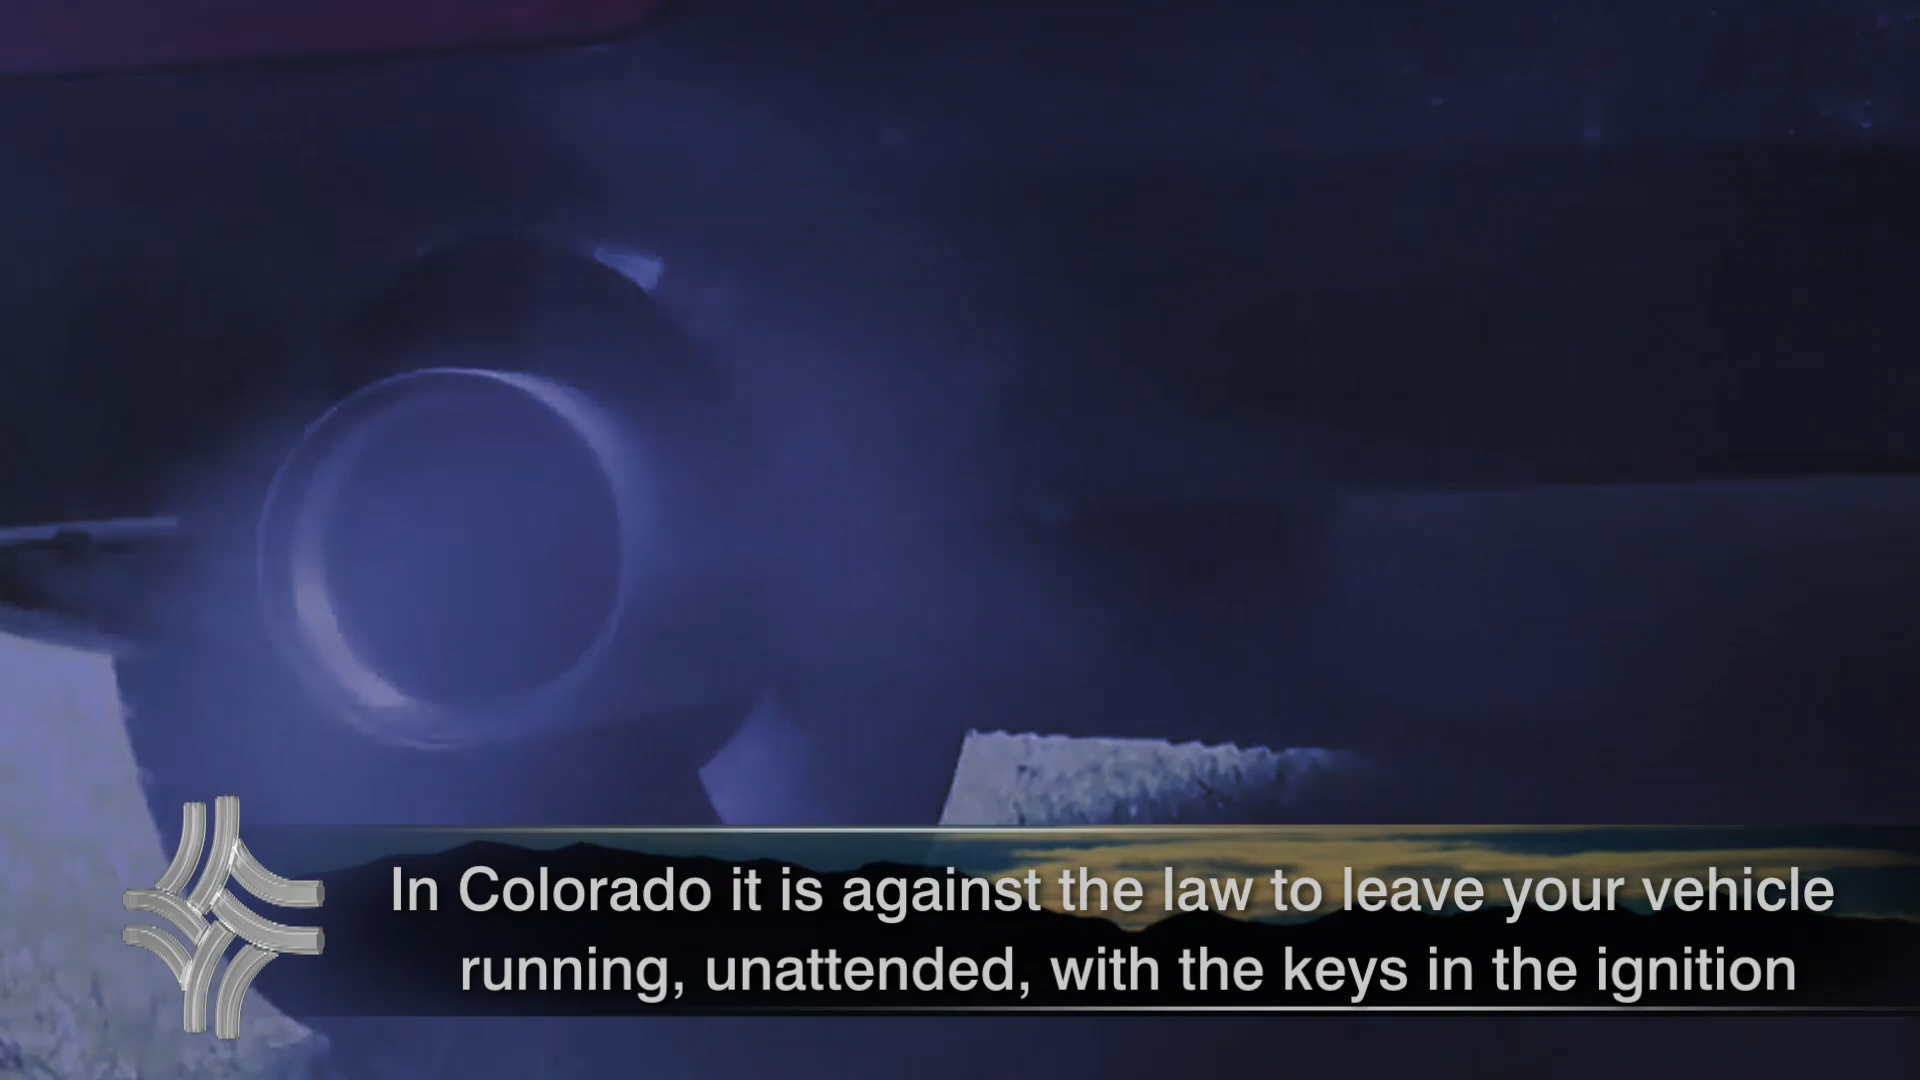 In Colorado it is against the law to leave your vehicle
running, unattended, with the keys in the ignition